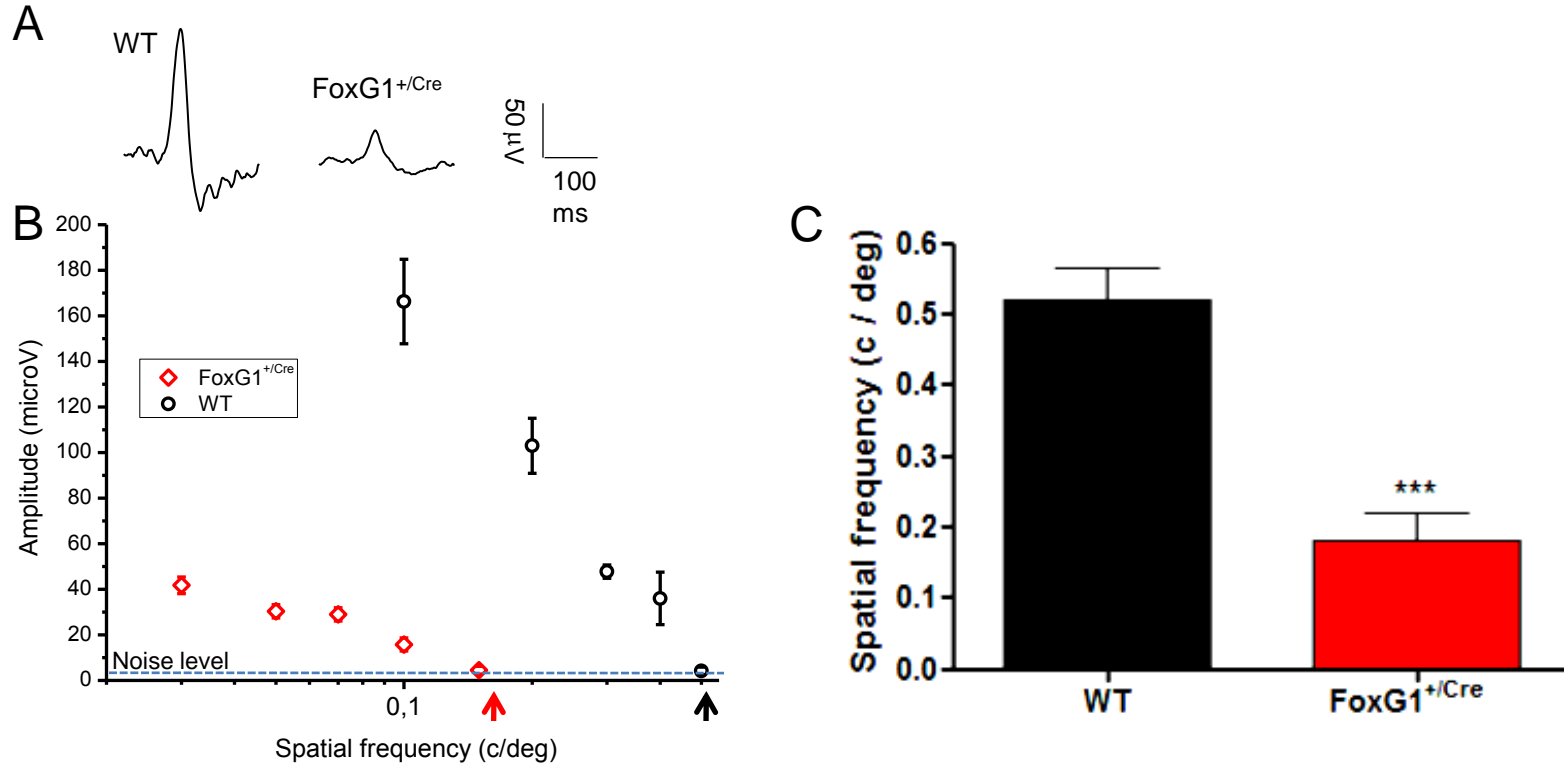 A
WT
FoxG1+/Cre
50 μV
100
ms
B
200
180
160
140
120
100
80
60
40
20
0
Amplitude (microV)
FoxG1+/Cre
WT
Noise level
0,1
Spatial frequency (c/deg)
C
0.6
0.5
0.4
0.3
0.2
0.1
0.0
Spatial frequency (c / deg)
***
WT
FoxG1+/Cre